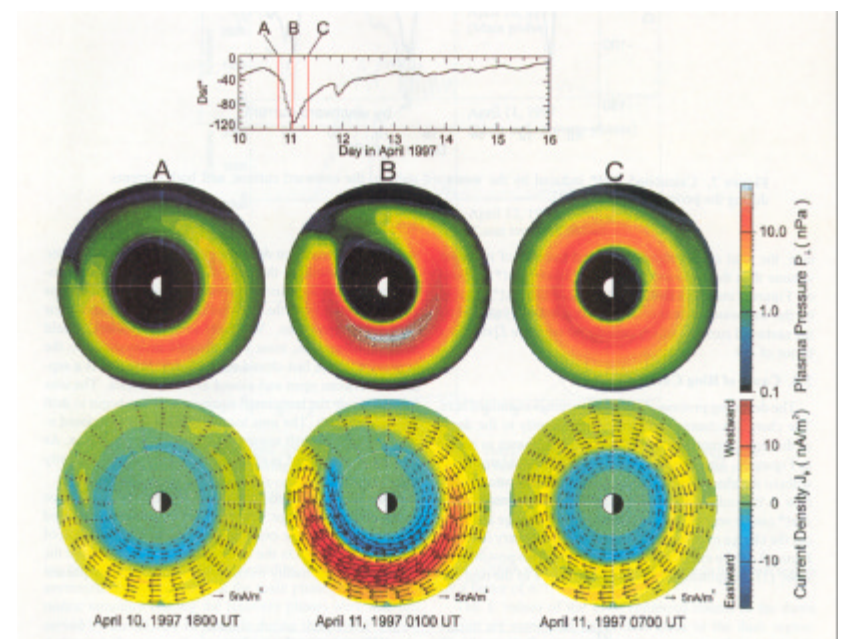 A B C
0
-40
Dst*
-80
-120
10 11 12 13 14 15 16
Day in April 1997
A B C
10.0
1.0
0.1
Plasma Pressure P⊥ ( nPa )
Westward
10
0
-10
Eastward
Current Density Jφ ( nA/m² )
5nA/m² 5nA/m² 5nA/m²
April 10, 1997 1800 UT April 11, 1997 0100 UT April 11, 1997 0700 UT